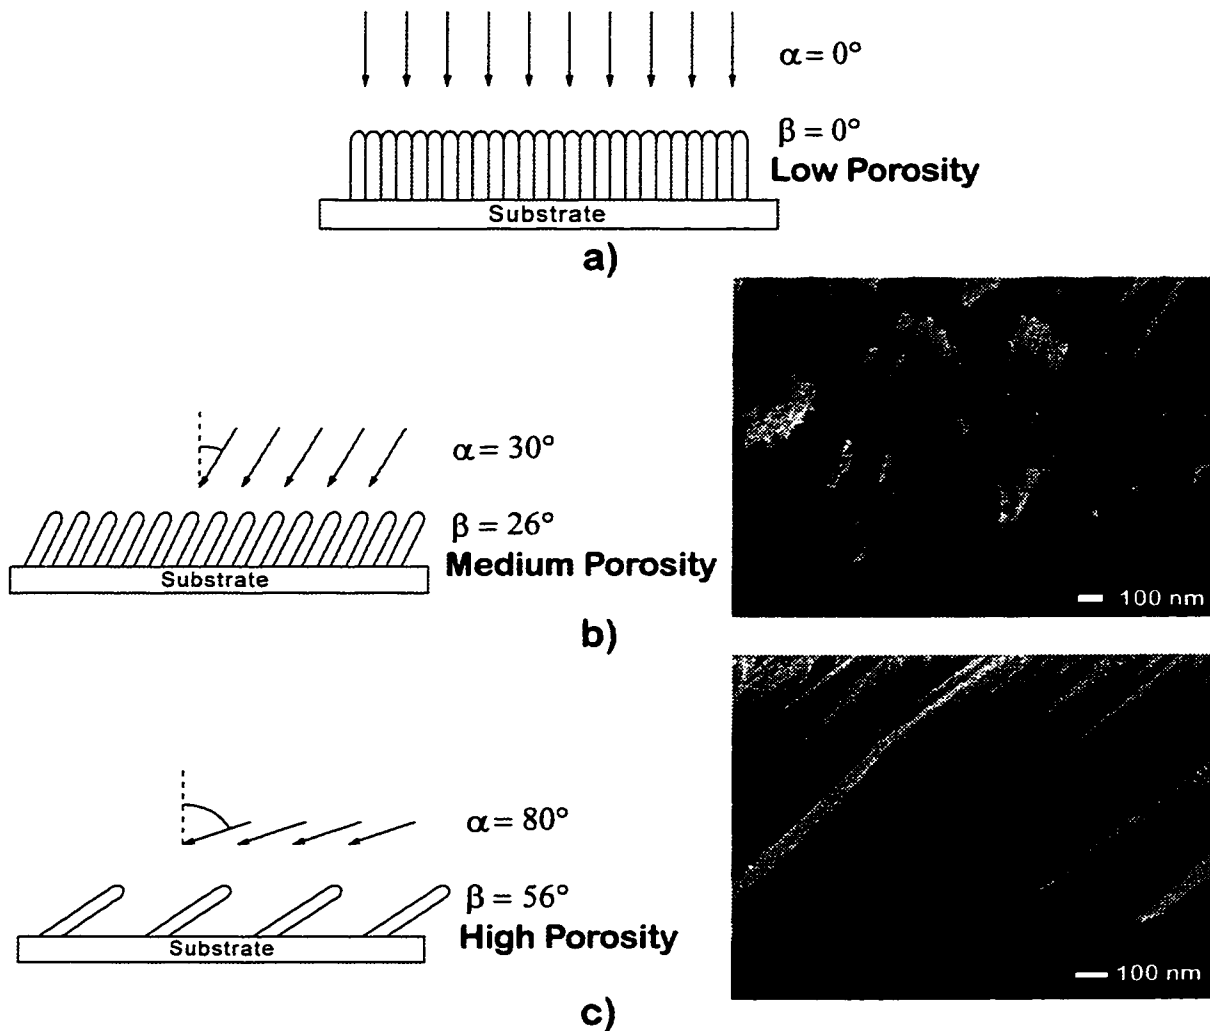 α = 0°
β = 0°
Low Porosity
Substrate
a)
α = 30°
β = 26°
Medium Porosity
Substrate
100 nm
b)
α = 80°
β = 56°
High Porosity
Substrate
100 nm
c)